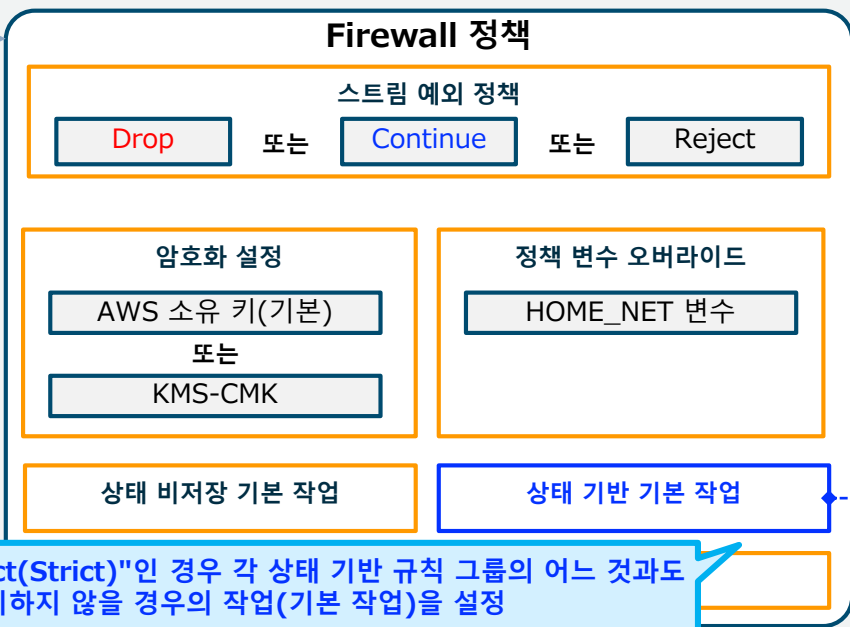 Firewall 정책
스트림 예외 정책
Drop 또는 Continue 또는 Reject
암호화 설정
AWS 소유 키(기본)
또는
KMS-CMK
정책 변수 오버라이드
HOME_NET 변수
상태 비저장 기본 작업
상태 기반 기본 작업
ct(Strict)"인 경우 각 상태 기반 규칙 그룹의 어느 것과도
하지 않을 경우의 작업(기본 작업)을 설정